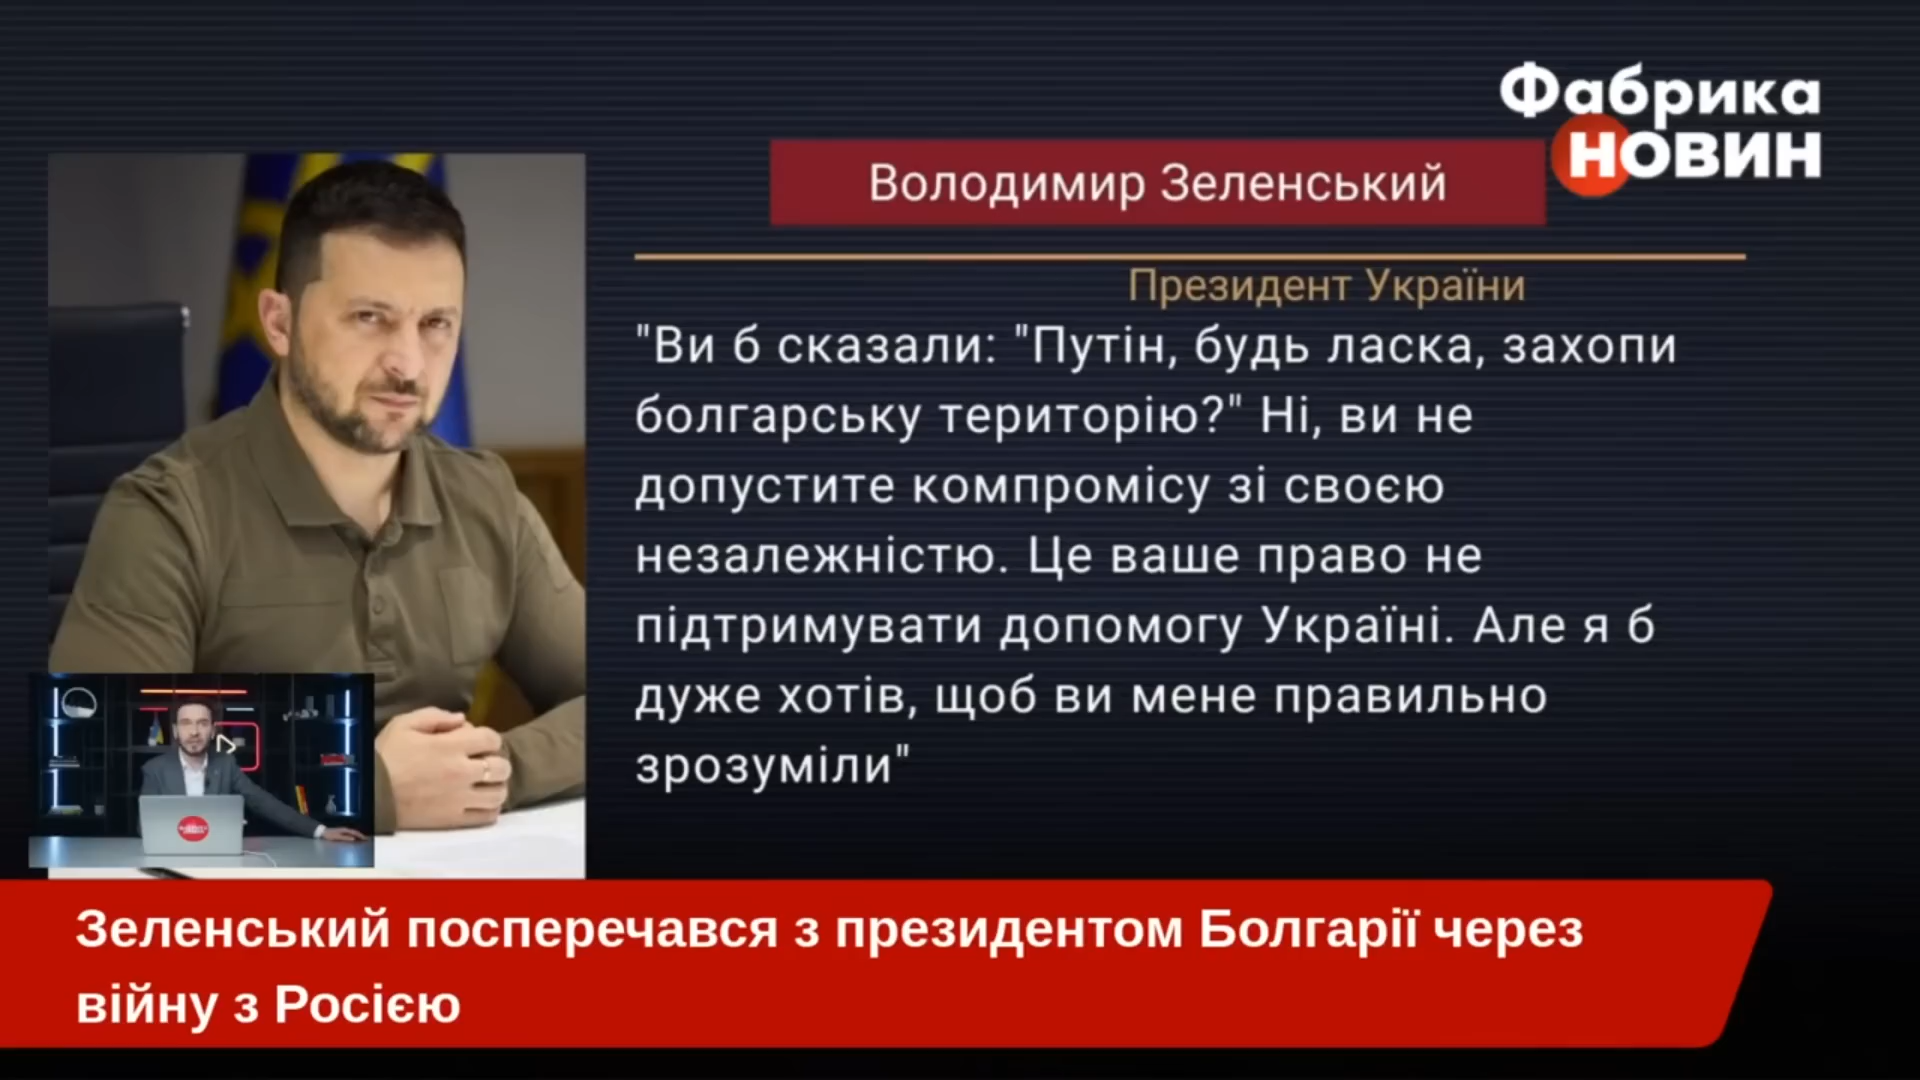 Фабрика
НОВИН
Володимир Зеленський
Президент України
"Ви б сказали: "Путін, будь ласка, захопи
болгарську територію?" Ні, ви не
допустите компромісу зі своєю
незалежністю. Це ваше право не
підтримувати допомогу Україні. Але я б
дуже хотів, щоб ви мене правильно
зрозуміли"
Зеленський посперечався з президентом Болгарії через
війну з Росією